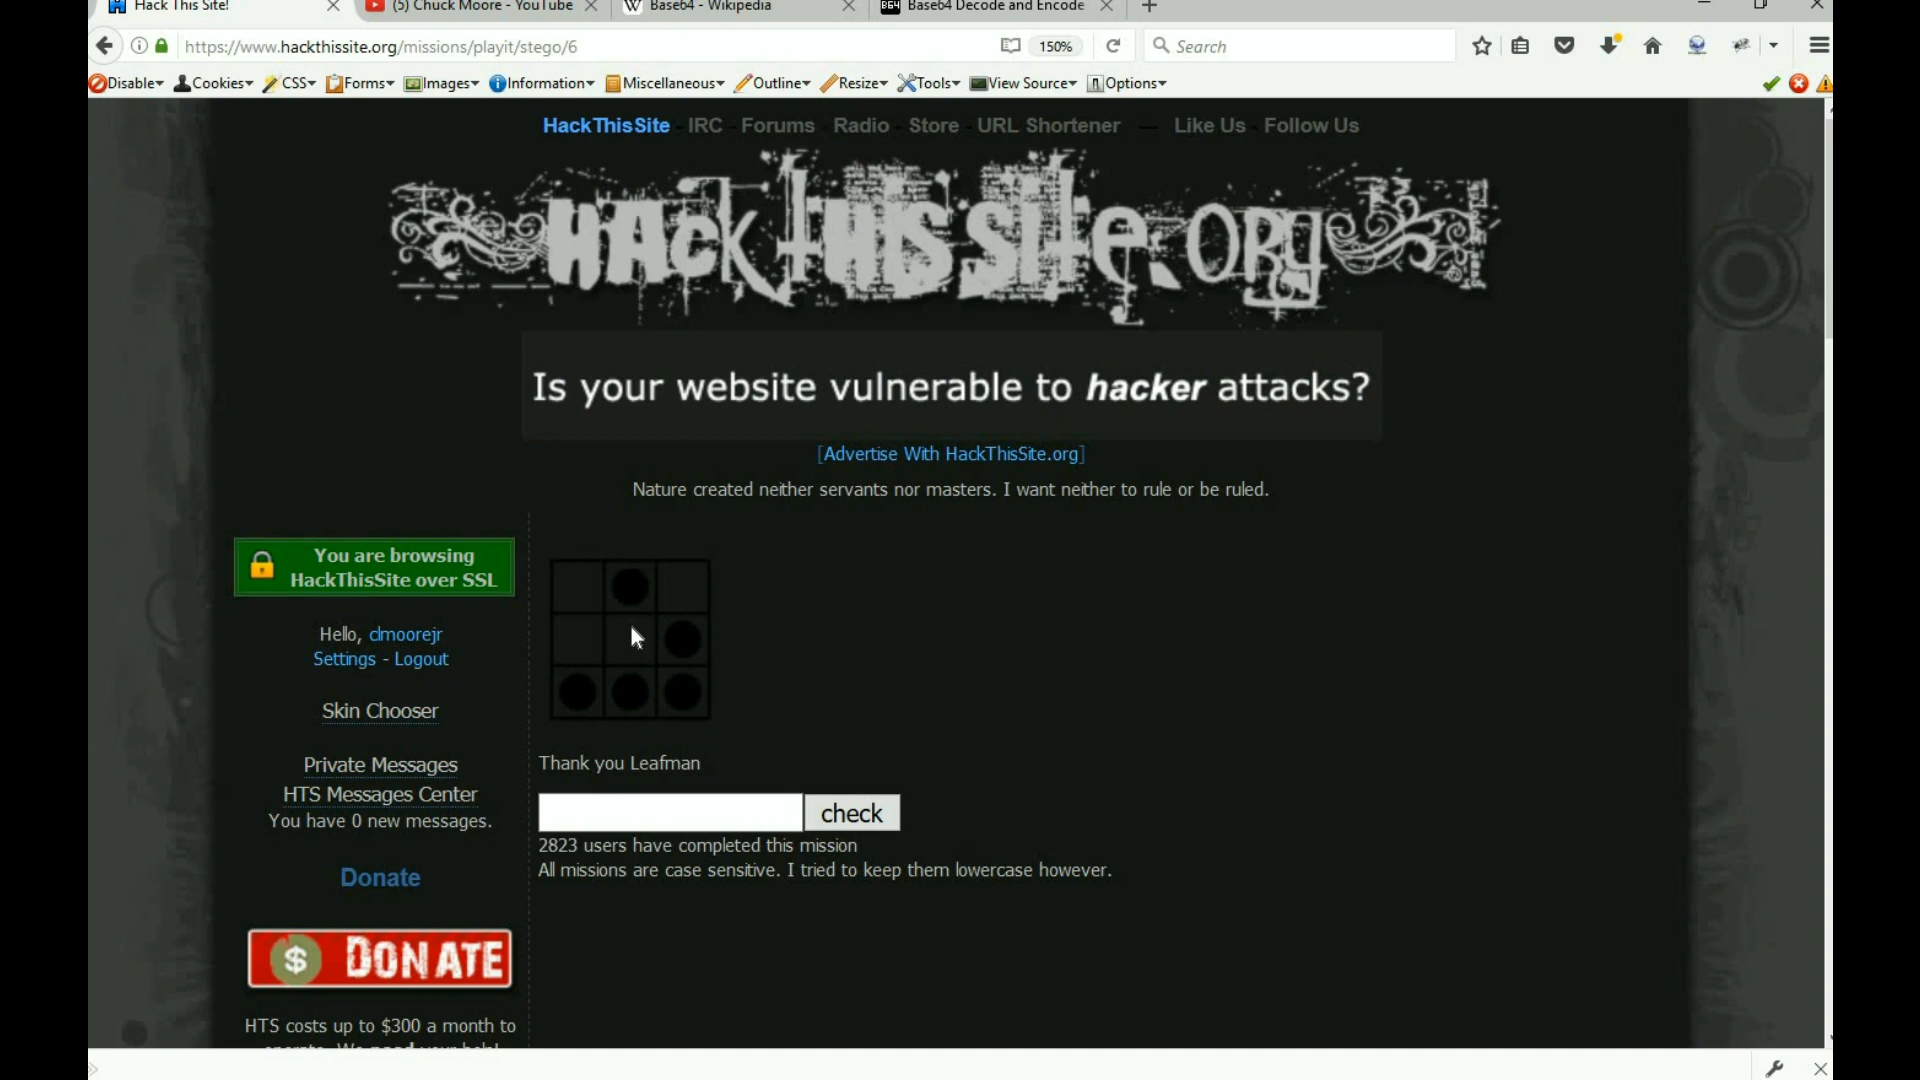 Hack This Site!
(5) Chuck Moore - YouTube
W Base64 - Wikipedia
B64 Base64 Decode and Encode
https://www.hackthissite.org/missions/playit/stego/6
150%
Search
Disable Cookies CSS Forms Images Information Miscellaneous Outline Resize Tools View Source Options
HackThisSite - IRC - Forums - Radio - Store - URL Shortener — Like Us - Follow Us
HACK THIS SITE.ORG
Is your website vulnerable to hacker attacks?
[Advertise With HackThisSite.org]
Nature created neither servants nor masters. I want neither to rule or be ruled.
You are browsing
HackThisSite over SSL
Hello, clmoorejr
Settings - Logout
Skin Chooser
Private Messages
HTS Messages Center
You have 0 new messages.
Donate
$ DONATE
HTS costs up to $300 a month to
Thank you Leafman
check
2823 users have completed this mission
All missions are case sensitive. I tried to keep them lowercase however.